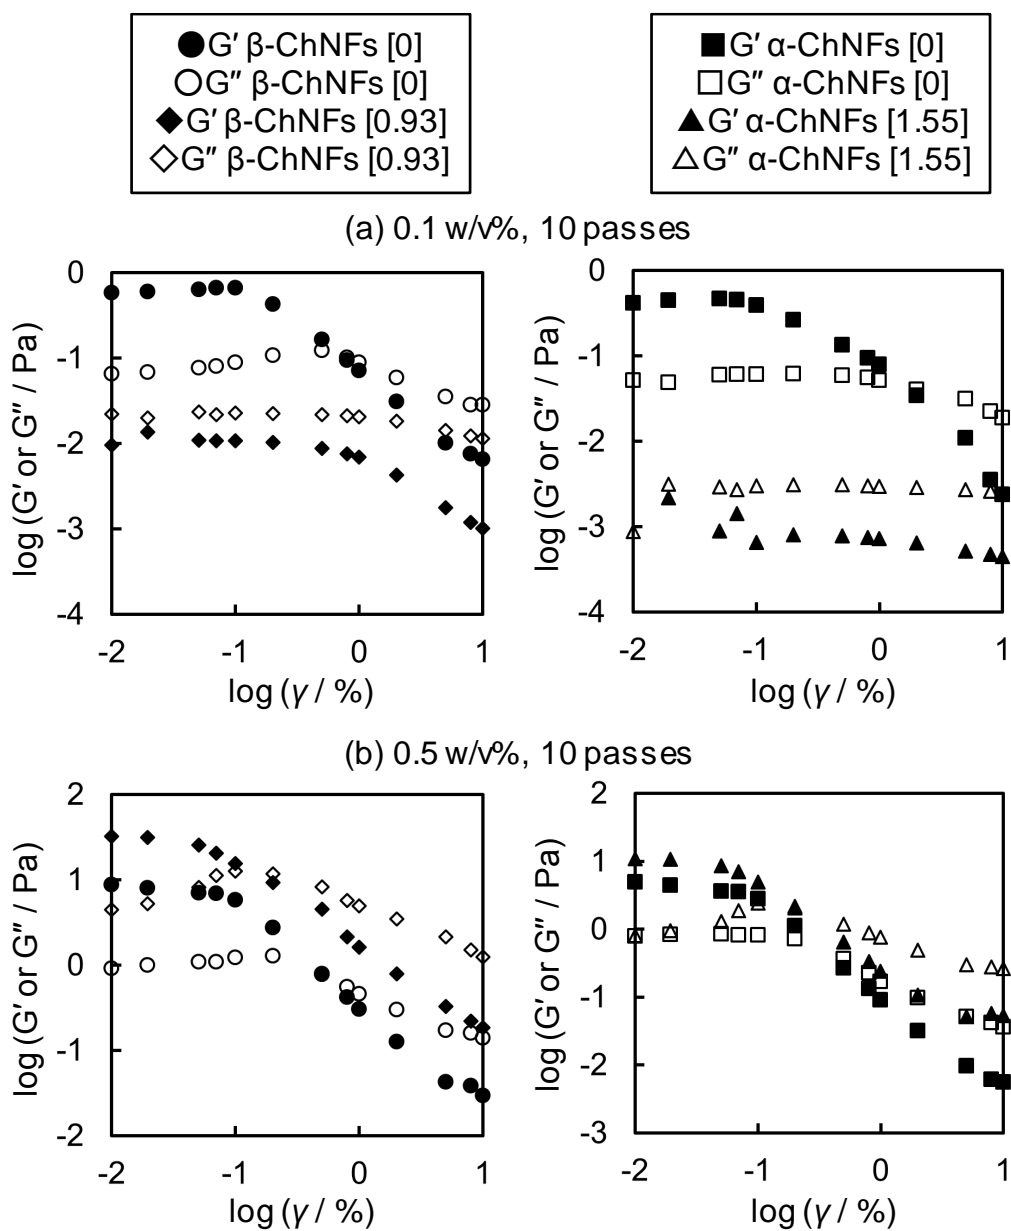 G′ β-ChNFs [0]
G″ β-ChNFs [0]
G′ β-ChNFs [0.93]
G″ β-ChNFs [0.93]
G′ α-ChNFs [0]
G″ α-ChNFs [0]
G′ α-ChNFs [1.55]
G″ α-ChNFs [1.55]
(a) 0.1 w/v%, 10 passes
log (G′ or G″ / Pa)
0
-1
-2
-3
-4
-2 -1 0 1
log (γ / %)
log (G′ or G″ / Pa)
0
-1
-2
-3
-4
-2 -1 0 1
log (γ / %)
(b) 0.5 w/v%, 10 passes
log (G′ or G″ / Pa)
2
1
0
-1
-2
-2 -1 0 1
log (γ / %)
log (G′ or G″ / Pa)
2
1
0
-1
-2
-3
-2 -1 0 1
log (γ / %)